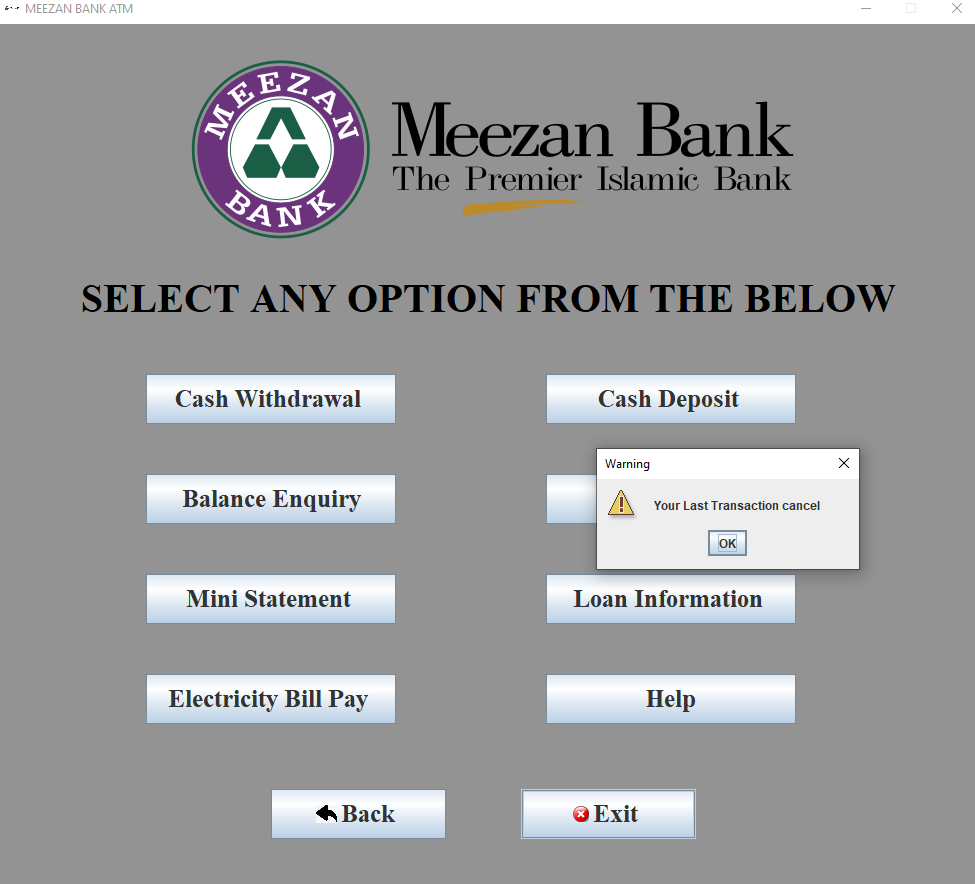 MEEZAN BANK ATM
MEEZAN
BANK
Meezan Bank
The Premier Islamic Bank
SELECT ANY OPTION FROM THE BELOW
Cash Withdrawal
Cash Deposit
Warning
Balance Enquiry
Your Last Transaction cancel
OK
Mini Statement
Loan Information
Electricity Bill Pay
Help
Back
Exit